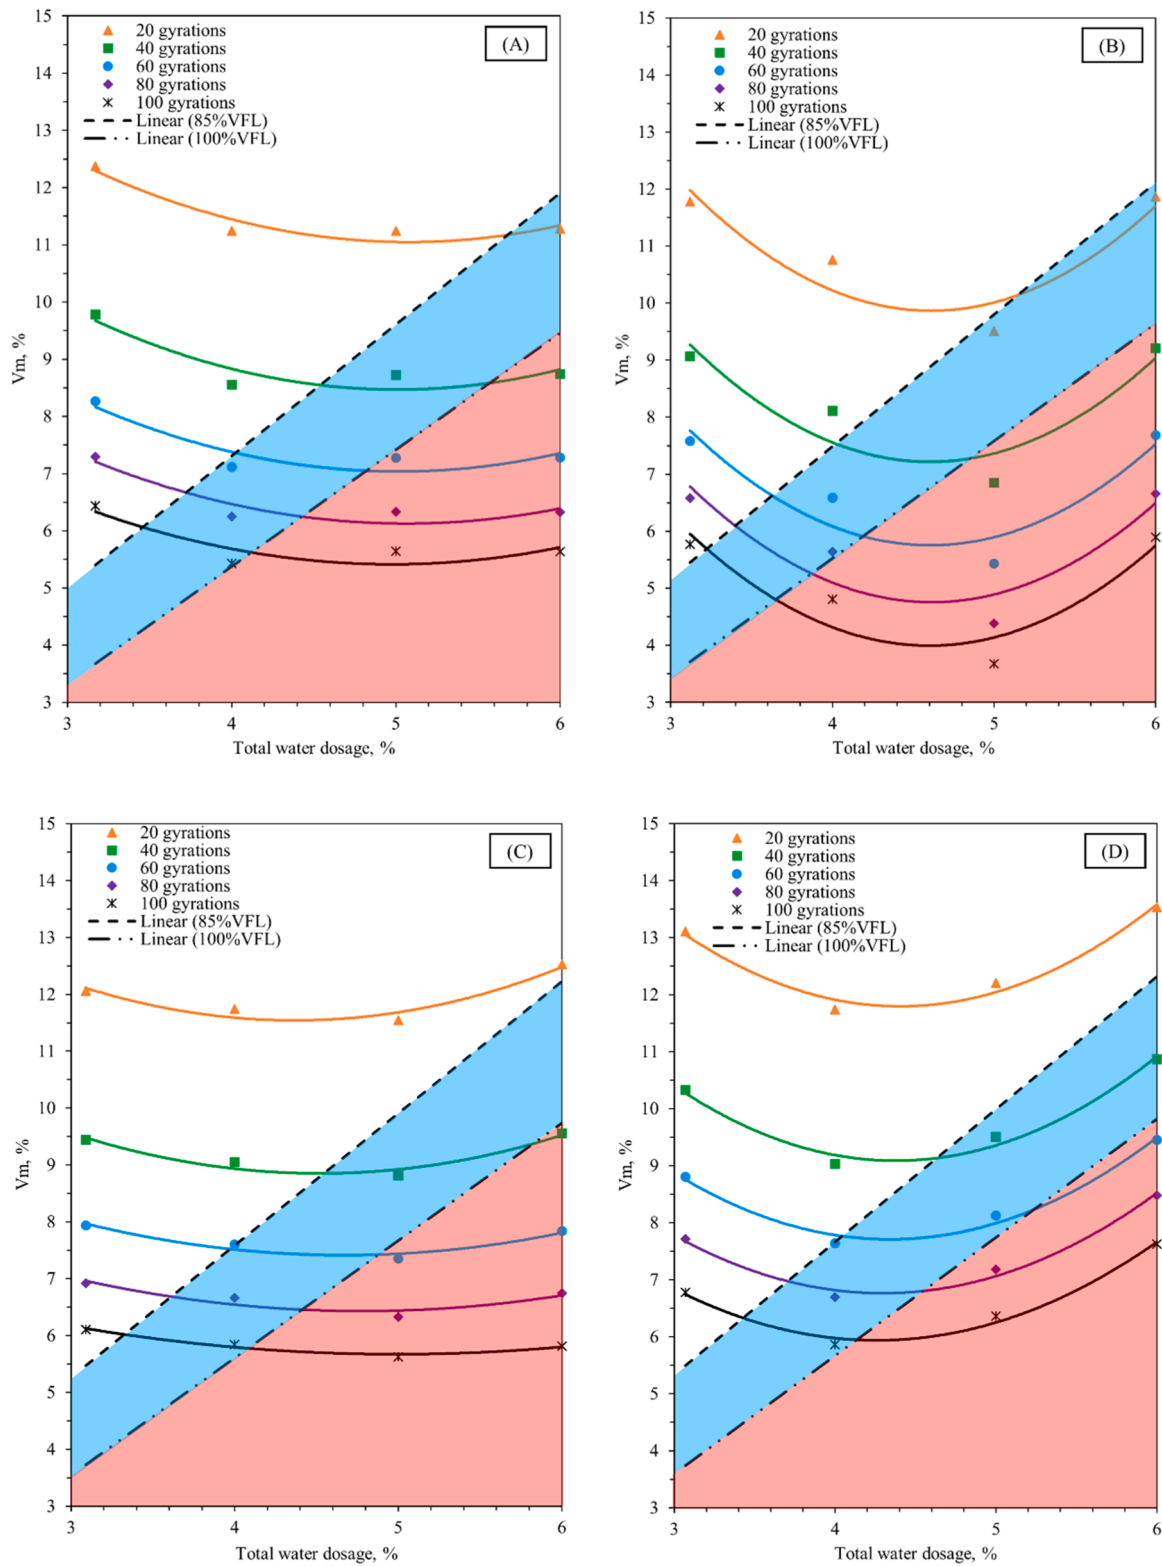 15
14
13
12
11
10
9
8
7
6
5
4
3
Vm, %
20 gyrations
40 gyrations
60 gyrations
80 gyrations
100 gyrations
Linear (85%VFL)
Linear (100%VFL)
(A)
3 4 5 6
Total water dosage, %
15
14
13
12
11
10
9
8
7
6
5
4
3
Vm, %
20 gyrations
40 gyrations
60 gyrations
80 gyrations
100 gyrations
Linear (85%VFL)
Linear (100%VFL)
(B)
3 4 5 6
Total water dosage, %
15
14
13
12
11
10
9
8
7
6
5
4
3
Vm, %
20 gyrations
40 gyrations
60 gyrations
80 gyrations
100 gyrations
Linear (85%VFL)
Linear (100%VFL)
(C)
3 4 5 6
Total water dosage, %
15
14
13
12
11
10
9
8
7
6
5
4
3
Vm, %
20 gyrations
40 gyrations
60 gyrations
80 gyrations
100 gyrations
Linear (85%VFL)
Linear (100%VFL)
(D)
3 4 5 6
Total water dosage, %